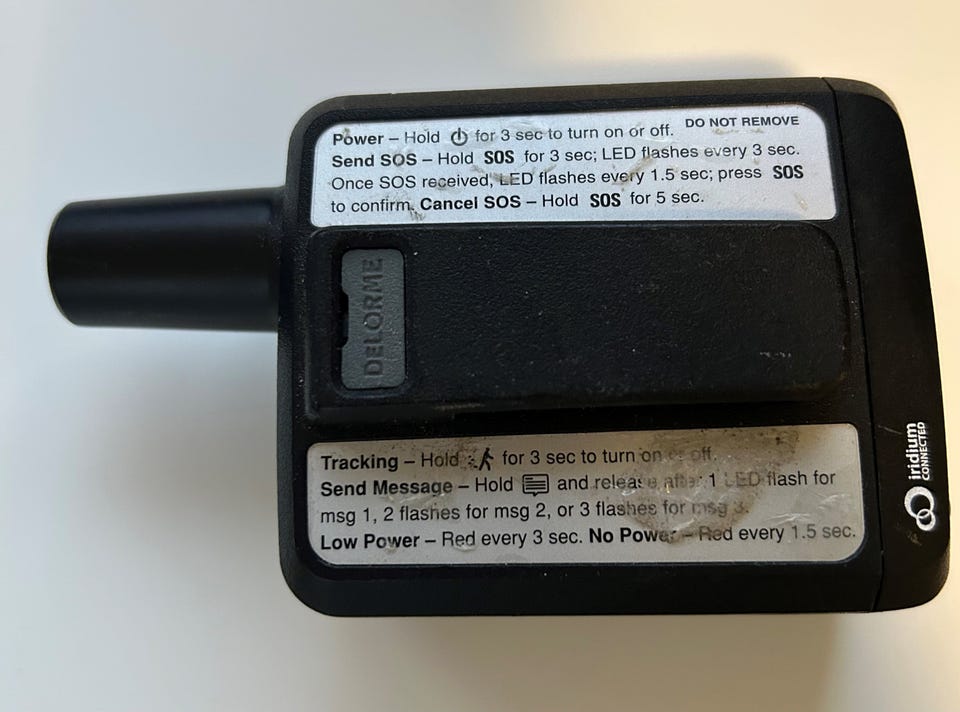 DO NOT REMOVE
Power – Hold for 3 sec to turn on or off.
Send SOS – Hold SOS for 3 sec; LED flashes every 3 sec.
Once SOS received, LED flashes every 1.5 sec; press SOS
to confirm. Cancel SOS – Hold SOS for 5 sec.
DELORME
Tracking – Hold for 3 sec to turn on or off.
Send Message – Hold and release after 1 LED flash for
msg 1, 2 flashes for msg 2, or 3 flashes for msg 3.
Low Power – Red every 3 sec. No Power – Red every 1.5 sec.
iridium
CONNECTED